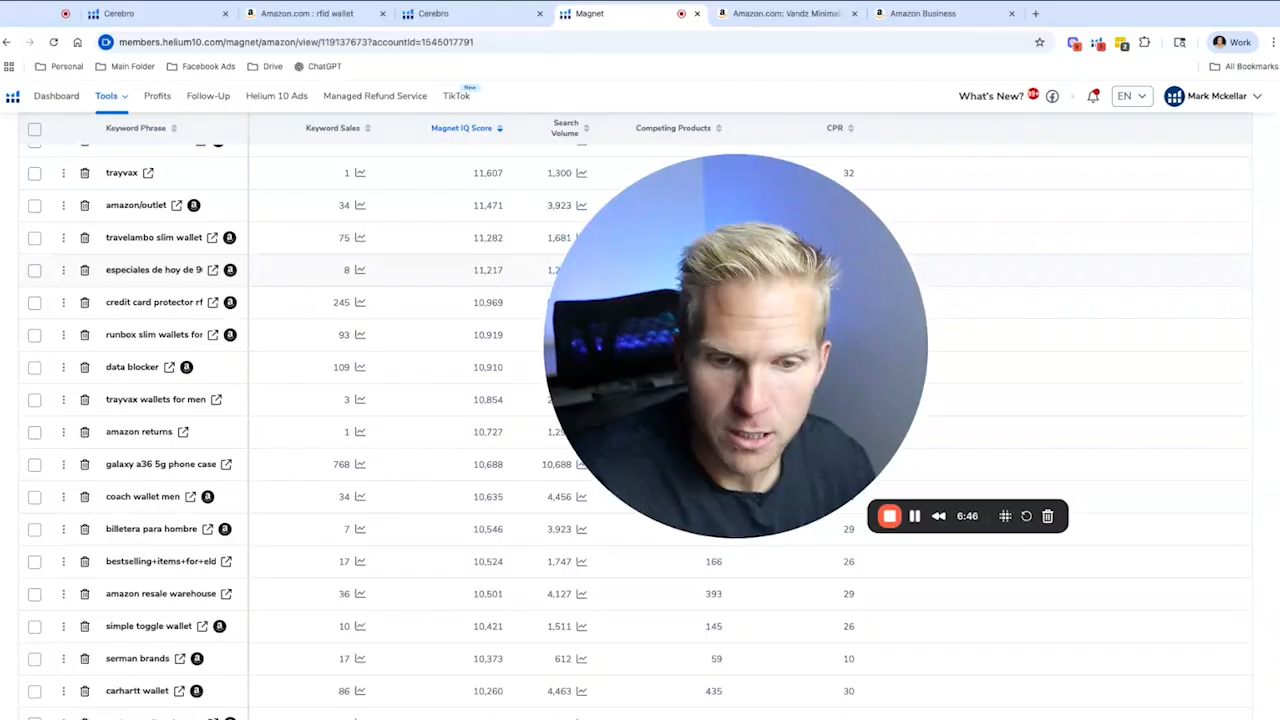 Cerebro
Amazon.com : rfid wallet
Cerebro
Magnet
Amazon.com: Vandz Minimali
Amazon Business
members.helium10.com/magnet/amazon/view/119137673?accountId=1545017791
Work
Personal
Main Folder
Facebook Ads
Drive
ChatGPT
All Bookmarks
Dashboard
Tools
Profits
Follow-Up
Helium 10 Ads
Managed Refund Service
TikTok
New
What's New?
EN
Mark Mckellar
Keyword Phrase
Keyword Sales
Magnet IQ Score
Search Volume
Competing Products
CPR
trayvax 1 11,607 1,300 32
amazon/outlet 34 11,471 3,923
travelambo slim wallet 75 11,282 1,681
especiales de hoy de 9 8 11,217 1,2
credit card protector rf 245 10,969
runbox slim wallets for 93 10,919
data blocker 109 10,910
trayvax wallets for men 3 10,854
amazon returns 1 10,727 1,29
galaxy a36 5g phone case 768 10,688 10,688
coach wallet men 34 10,635 4,456
billetera para hombre 7 10,546 3,923 29
bestselling+items+for+eld 17 10,524 1,747 166 26
amazon resale warehouse 36 10,501 4,127 393 29
simple toggle wallet 10 10,421 1,511 145 26
serman brands 17 10,373 612 59 10
carhartt wallet 86 10,260 4,463 435 30
6:46